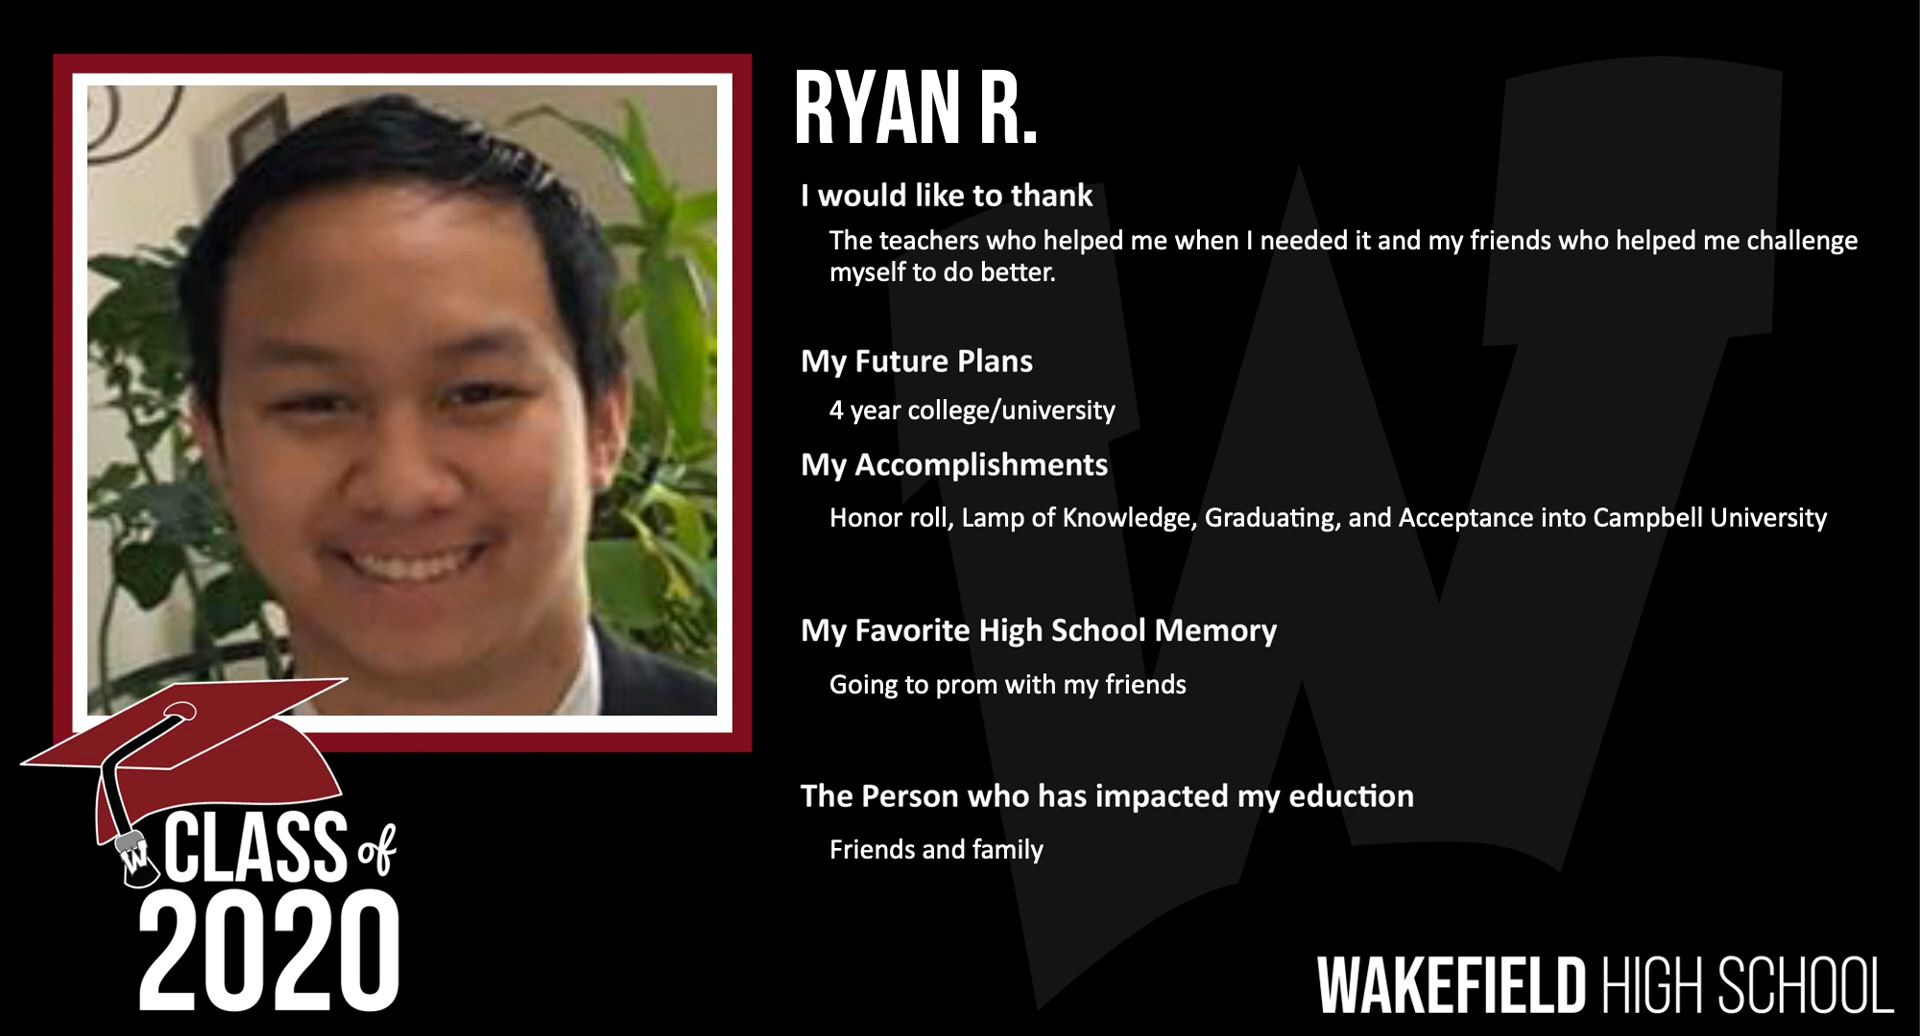 RYAN R.
I would like to thank
The teachers who helped me when I needed it and my friends who helped me challenge
myself to do better.
My Future Plans
4 year college/university
My Accomplishments
Honor roll, Lamp of Knowledge, Graduating, and Acceptance into Campbell University
My Favorite High School Memory
Going to prom with my friends
The Person who has impacted my eduction
Friends and family
W
CLASS of
2020
WAKEFIELD HIGH SCHOOL